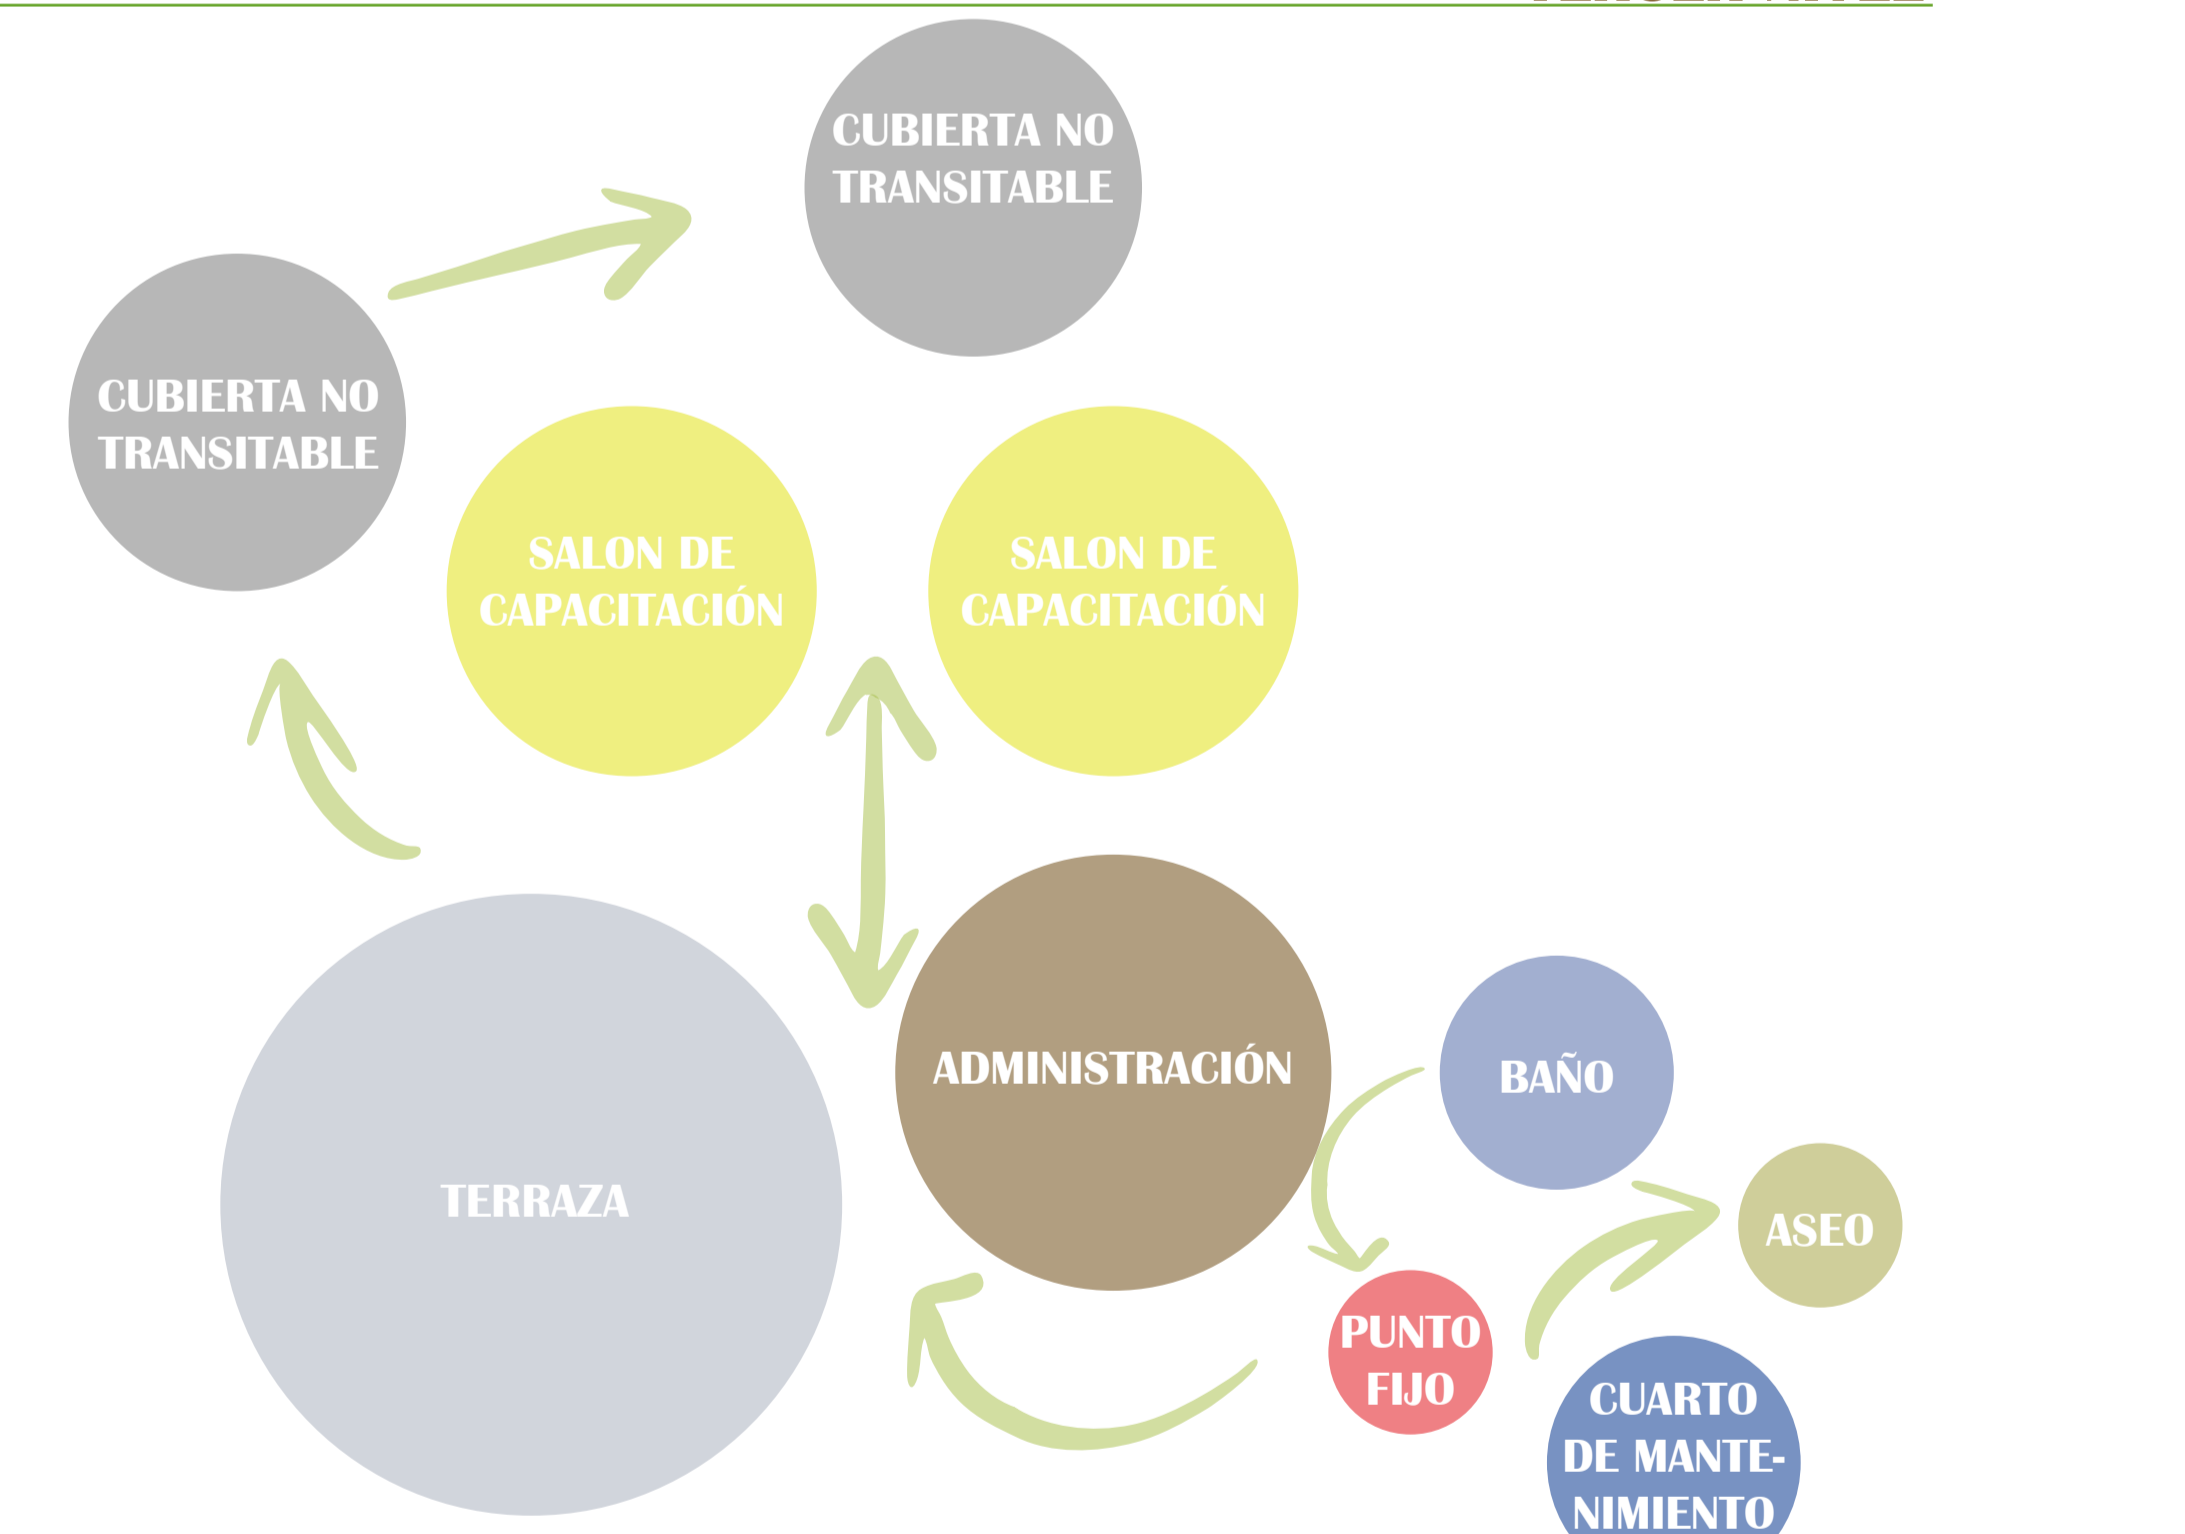 CUBIERTA NO
TRANSITABLE
CUBIERTA NO
TRANSITABLE
SALON DE
CAPACITACIÓN
SALON DE
CAPACITACIÓN
ADMINISTRACIÓN
BAÑO
TERRAZA
ASEO
PUNTO
FIJO
CUARTO
DE MANTE-
NIMIENTO